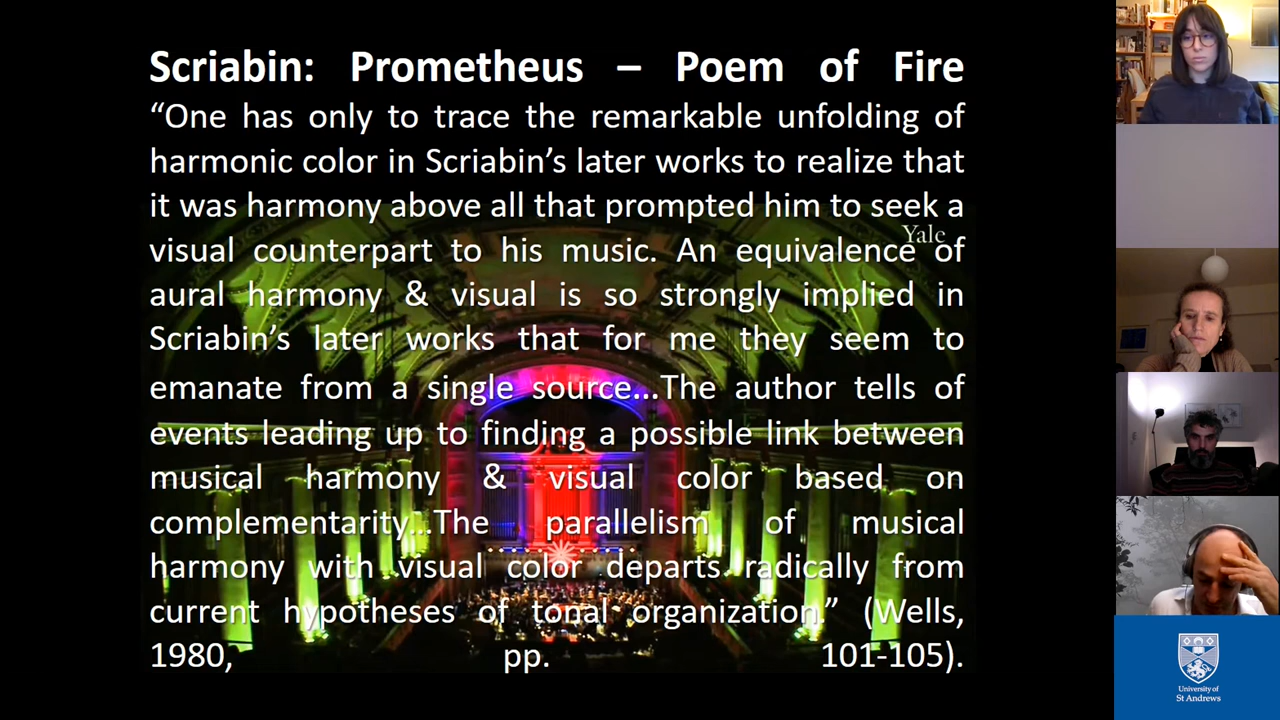 Scriabin: Prometheus – Poem of Fire
“One has only to trace the remarkable unfolding of
harmonic color in Scriabin’s later works to realize that
it was harmony above all that prompted him to seek a
visual counterpart to his music. An equivalence of
aural harmony & visual is so strongly implied in
Scriabin’s later works that for me they seem to
emanate from a single source…The author tells of
events leading up to finding a possible link between
musical harmony & visual color based on
complementarity…The parallelism of musical
harmony with visual color departs radically from
current hypotheses of tonal organization.” (Wells,
1980, pp. 101-105).
Yale
University of
St Andrews